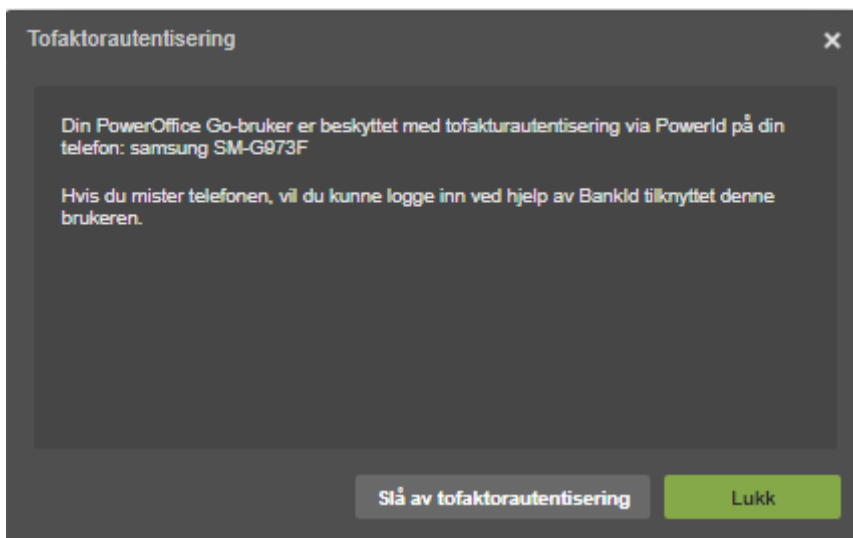 Tofaktorautentisering
Din PowerOffice Go-bruker er beskyttet med tofakturautentisering via PowerId på din
telefon: samsung SM-G973F
Hvis du mister telefonen, vil du kunne logge inn ved hjelp av BankId tilknyttet denne
brukeren.
Slå av tofaktorautentisering
Lukk